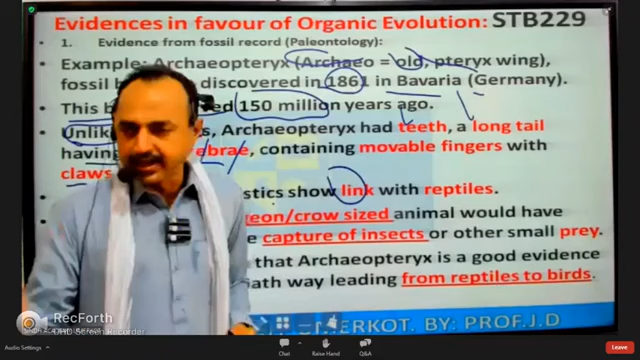 Evidences in favour of Organic Evolution: STB229
• 1. Evidence from fossil record (Paleontology):
• Example: Archaeopteryx (Archaeo = old, pteryx wing),
fossil discovered in 1861 in Bavaria (Germany).
• This 150 million years ago.
• Archaeopteryx had teeth, a long tail
having containing movable fingers with
claws
show link with reptiles.
crow sized animal would have
capture of insects or other small prey.
that Archaeopteryx is a good evidence
way leading from reptiles to birds.
BY: PROF.J.D
RecForth
Screen Recorder
Audio Settings
Chat
Raise Hand
Q&A
Leave